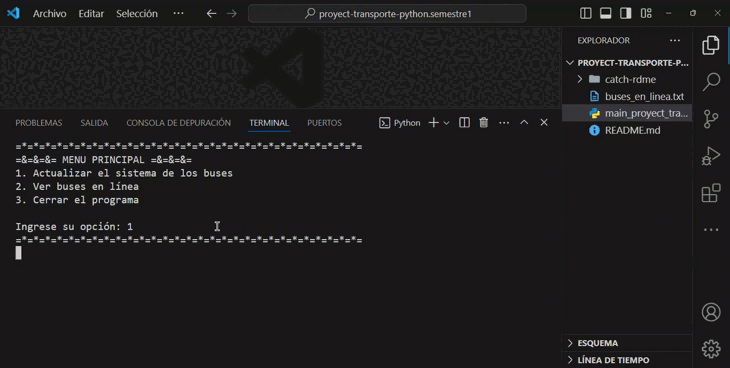 Archivo Editar Selección ··· proyect-transporte-python.semestre1
EXPLORADOR ···
PROYECT-TRANSPORTE-P...
catch-rdme
buses_en_linea.txt
main_proyect_tra...
README.md
PROBLEMAS SALIDA CONSOLA DE DEPURACIÓN TERMINAL PUERTOS Python ···
=*=*=*=*=*=*=*=*=*=*=*=*=*=*=*=*=*=*=*=*=*=*=*=*=*=*=*=*=
=&=&=&= MENU PRINCIPAL =&=&=&=
1. Actualizar el sistema de los buses
2. Ver buses en línea
3. Cerrar el programa
Ingrese su opción: 1
=*=*=*=*=*=*=*=*=*=*=*=*=*=*=*=*=*=*=*=*=*=*=*=*=*=*=*=*=
ESQUEMA
LÍNEA DE TIEMPO